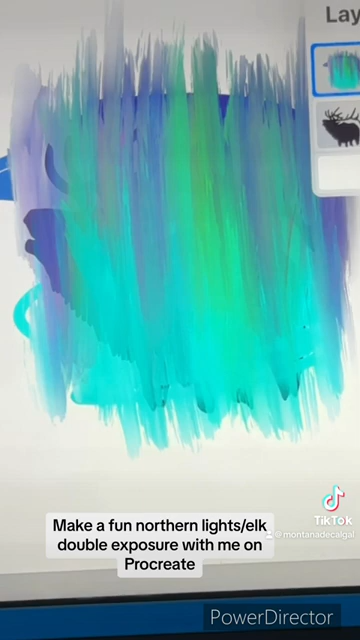 Lay
Make a fun northern lights/elk
double exposure with me on
Procreate
TikTok
@montanadecalgal
PowerDirector